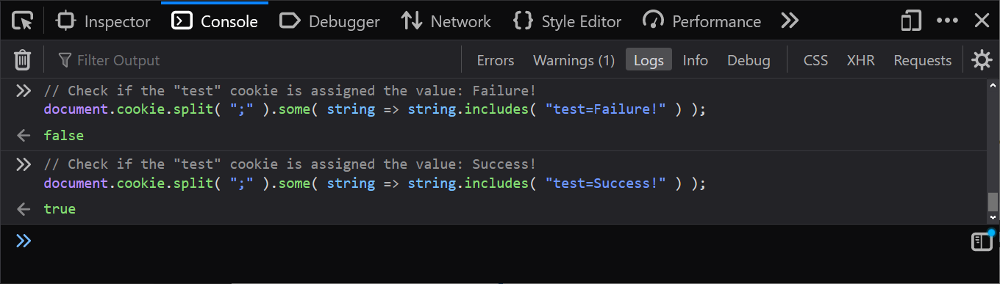 Inspector Console Debugger Network Style Editor Performance
Filter Output Errors Warnings (1) Logs Info Debug CSS XHR Requests
// Check if the "test" cookie is assigned the value: Failure!
document.cookie.split( ";" ).some( string => string.includes( "test=Failure!" ) );
false
// Check if the "test" cookie is assigned the value: Success!
document.cookie.split( ";" ).some( string => string.includes( "test=Success!" ) );
true